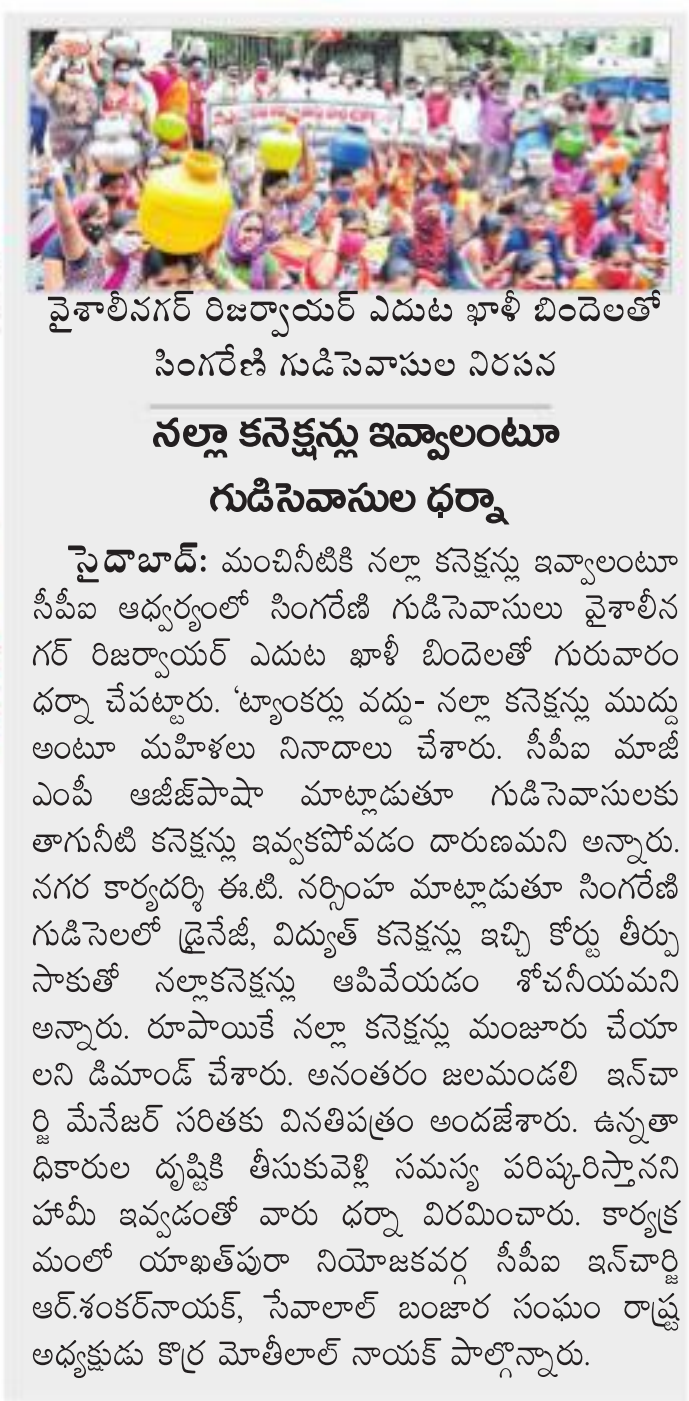 వైశాలీనగర్ రిజర్వాయర్ ఎదుట ఖాళీ బిందెలతో
సింగరేణి గుడిసెవాసుల నిరసన
నల్లా కనెక్షన్లు ఇవ్వాలంటూ
గుడిసెవాసుల ధర్నా
సైదాబాద్: మంచినీటికి నల్లా కనెక్షన్లు ఇవ్వాలంటూ
సీపీఐ ఆధ్వర్యంలో సింగరేణి గుడిసెవాసులు వైశాలీన
గర్ రిజర్వాయర్ ఎదుట ఖాళీ బిందెలతో గురువారం
ధర్నా చేపట్టారు. ‘ట్యాంకర్లు వద్దు- నల్లా కనెక్షన్లు ముద్దు
అంటూ మహిళలు నినాదాలు చేశారు. సీపీఐ మాజీ
ఎంపీ ఆజీజ్‌పాషా మాట్లాడుతూ గుడిసెవాసులకు
తాగునీటి కనెక్షన్లు ఇవ్వకపోవడం దారుణమని అన్నారు.
నగర కార్యదర్శి ఈ.టి. నర్సింహ మాట్లాడుతూ సింగరేణి
గుడిసెలలో డ్రైనేజీ, విద్యుత్ కనెక్షన్లు ఇచ్చి కోర్టు తీర్పు
సాకుతో నల్లాకనెక్షన్లు ఆపివేయడం శోచనీయమని
అన్నారు. రూపాయికే నల్లా కనెక్షన్లు మంజూరు చేయా
లని డిమాండ్ చేశారు. అనంతరం జలమండలి ఇన్‌చా
ర్జి మేనేజర్ సరితకు వినతిపత్రం అందజేశారు. ఉన్నతా
ధికారుల దృష్టికి తీసుకువెళ్లి సమస్య పరిష్కరిస్తానని
హామీ ఇవ్వడంతో వారు ధర్నా విరమించారు. కార్యక్ర
మంలో యాఖత్‌పురా నియోజకవర్గ సీపీఐ ఇన్‌చార్జి
ఆర్.శంకర్‌నాయక్, సేవాలాల్ బంజార సంఘం రాష్ట్ర
అధ్యక్షుడు కొర్ర మోతీలాల్ నాయక్ పాల్గొన్నారు.